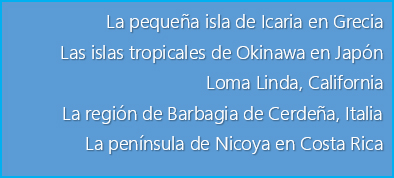 La pequeña isla de Icaria en Grecia
Las islas tropicales de Okinawa en Japón
Loma Linda, California
La región de Barbagia de Cerdeña, Italia
La península de Nicoya en Costa Rica